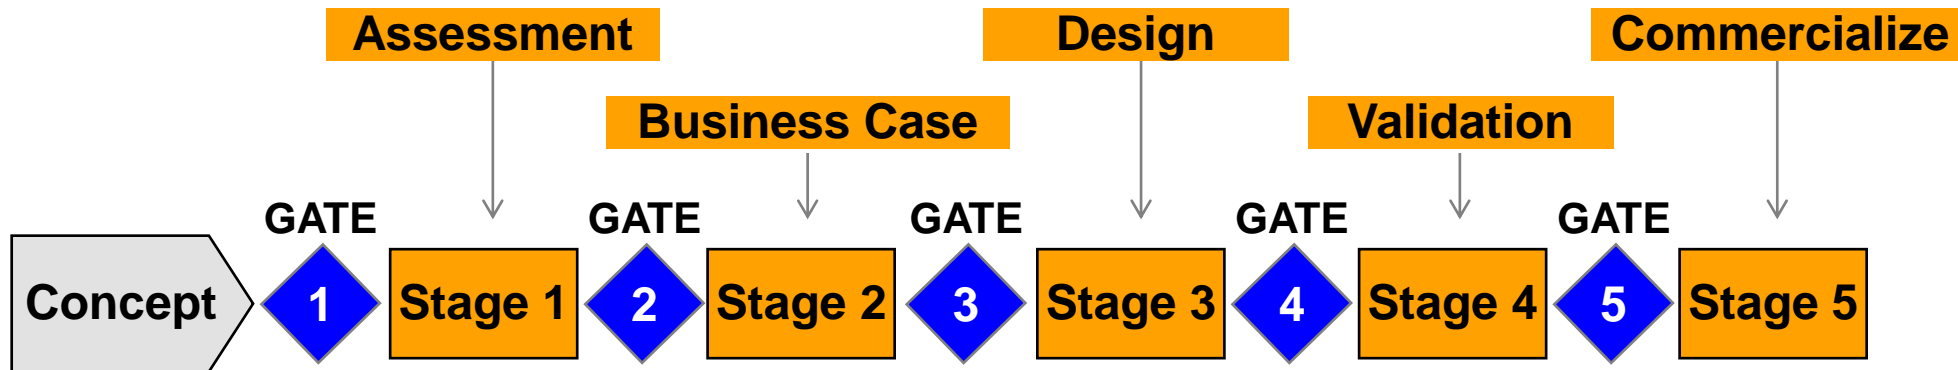 Assessment
Design
Commercialize
Business Case
Validation
GATE
GATE
GATE
GATE
GATE
Concept
1
Stage 1
2
Stage 2
3
Stage 3
4
Stage 4
5
Stage 5